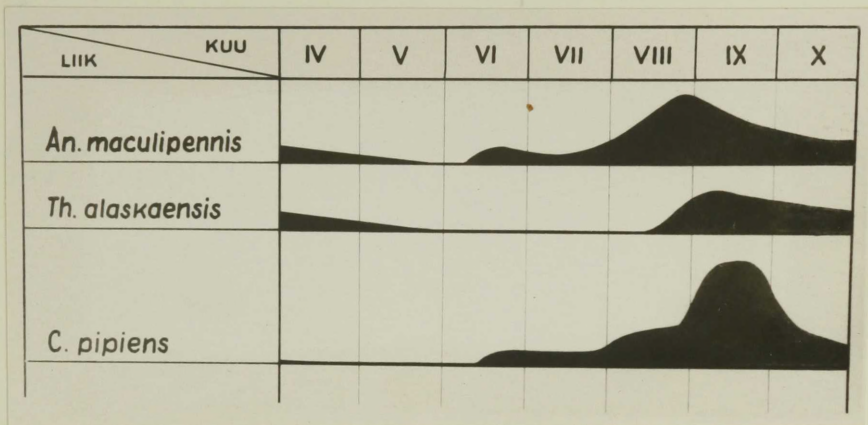 LIIK KUU IV V VI VII VIII IX X
An. maculipennis
Th. alaskaensis
C. pipiens